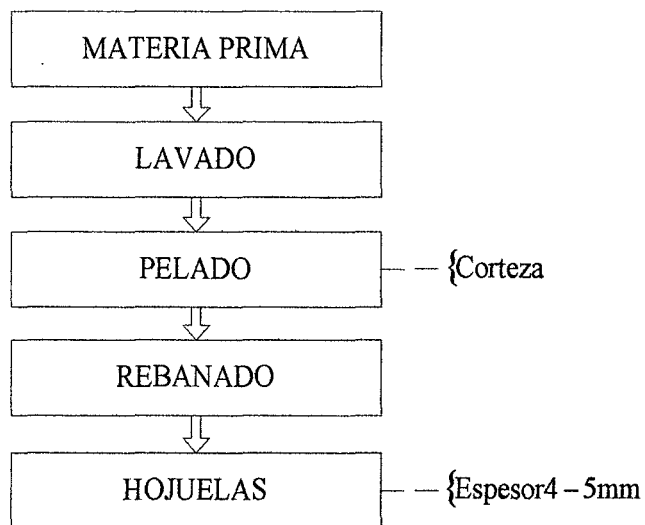 MATERIA PRIMA
LAVADO
PELADO
{Corteza
REBANADO
HOJUELAS
{Espesor4 – 5mm